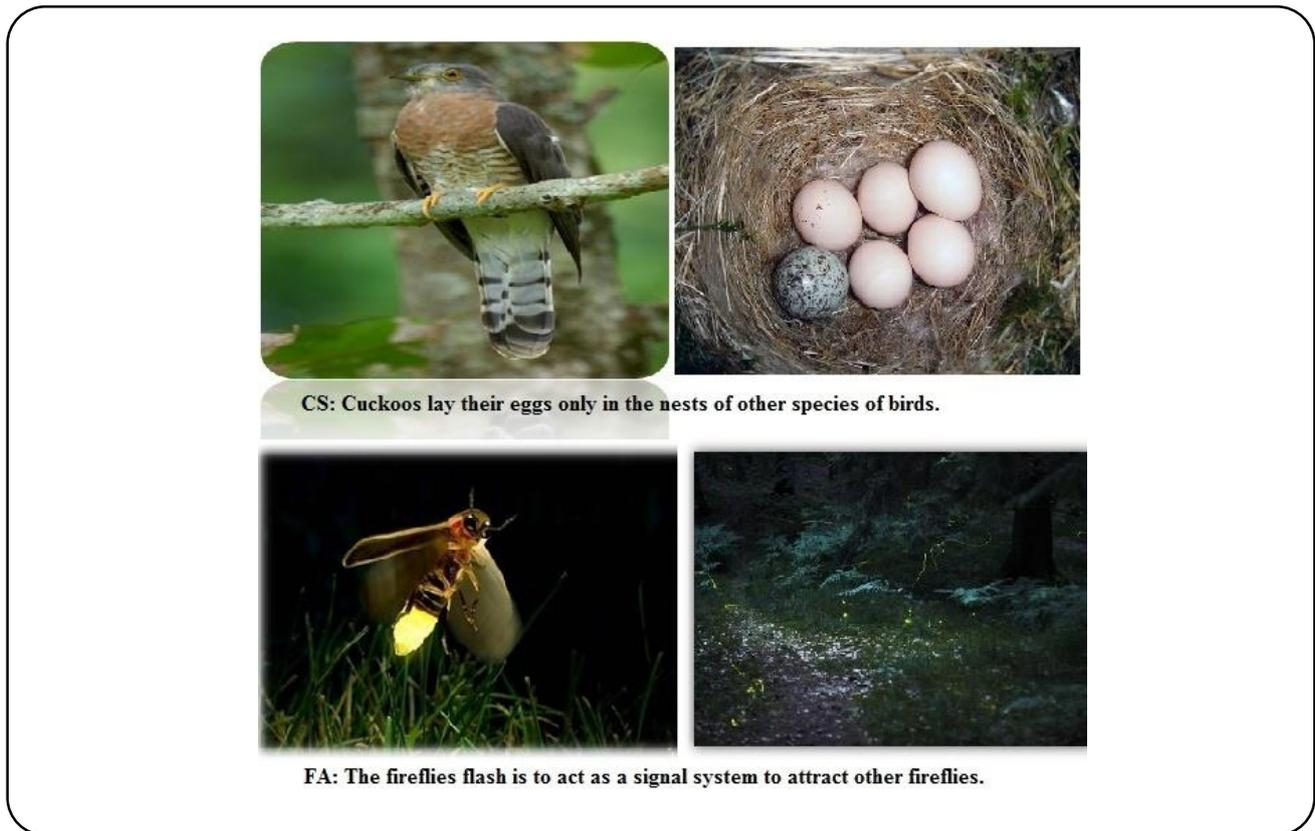 CS: Cuckoos lay their eggs only in the nests of other species of birds.
FA: The fireflies flash is to act as a signal system to attract other fireflies.